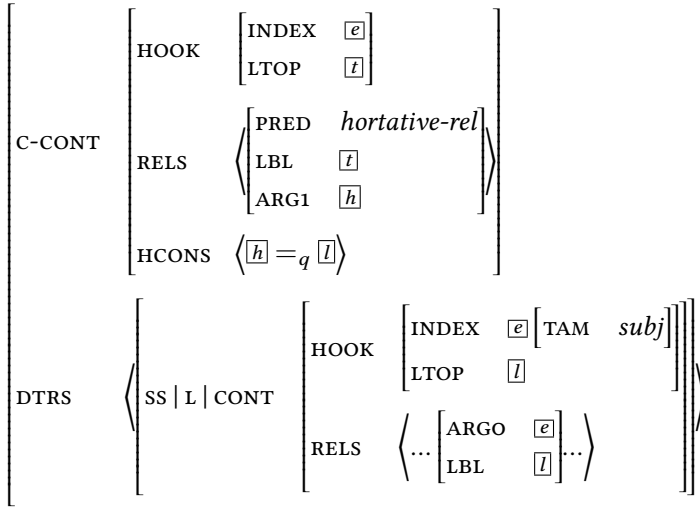 INDEX e
HOOK
LTOP t
PRED hortative-rel
C-CONT
RELS LBL t
ARG1 h
HCONS ⟨ h =q l ⟩
INDEX e [TAM subj]
HOOK
LTOP l
DTRS ⟨ SS | L | CONT
ARGO e
RELS ⟨... ...⟩
LBL l